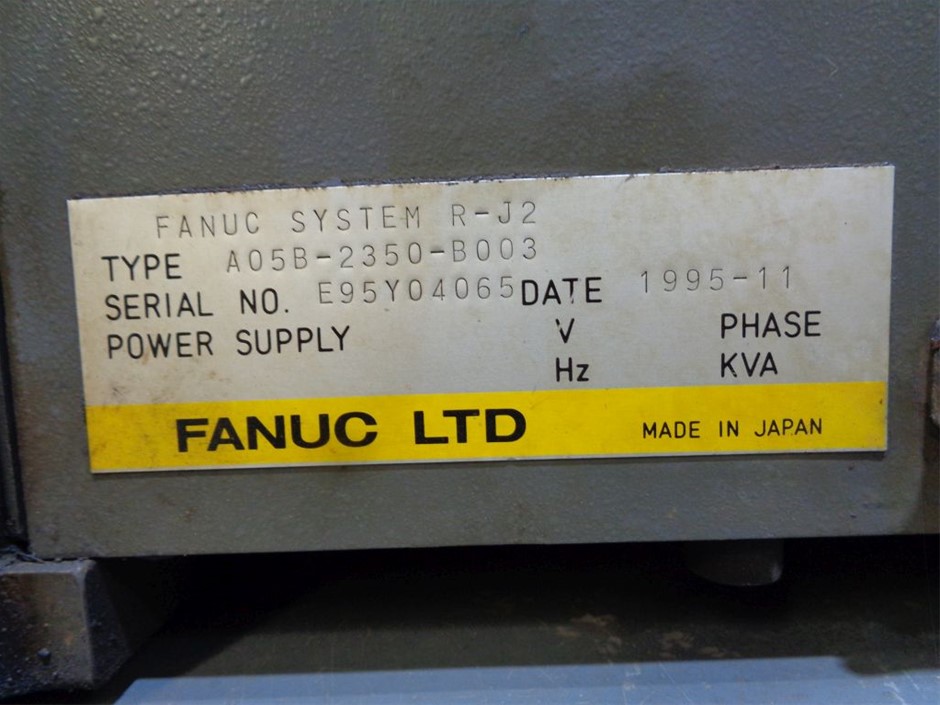 FANUC SYSTEM R-J2
TYPE A05B-2350-B003
SERIAL NO. E95Y04065 DATE 1995-11
POWER SUPPLY V PHASE
Hz KVA
FANUC LTD MADE IN JAPAN